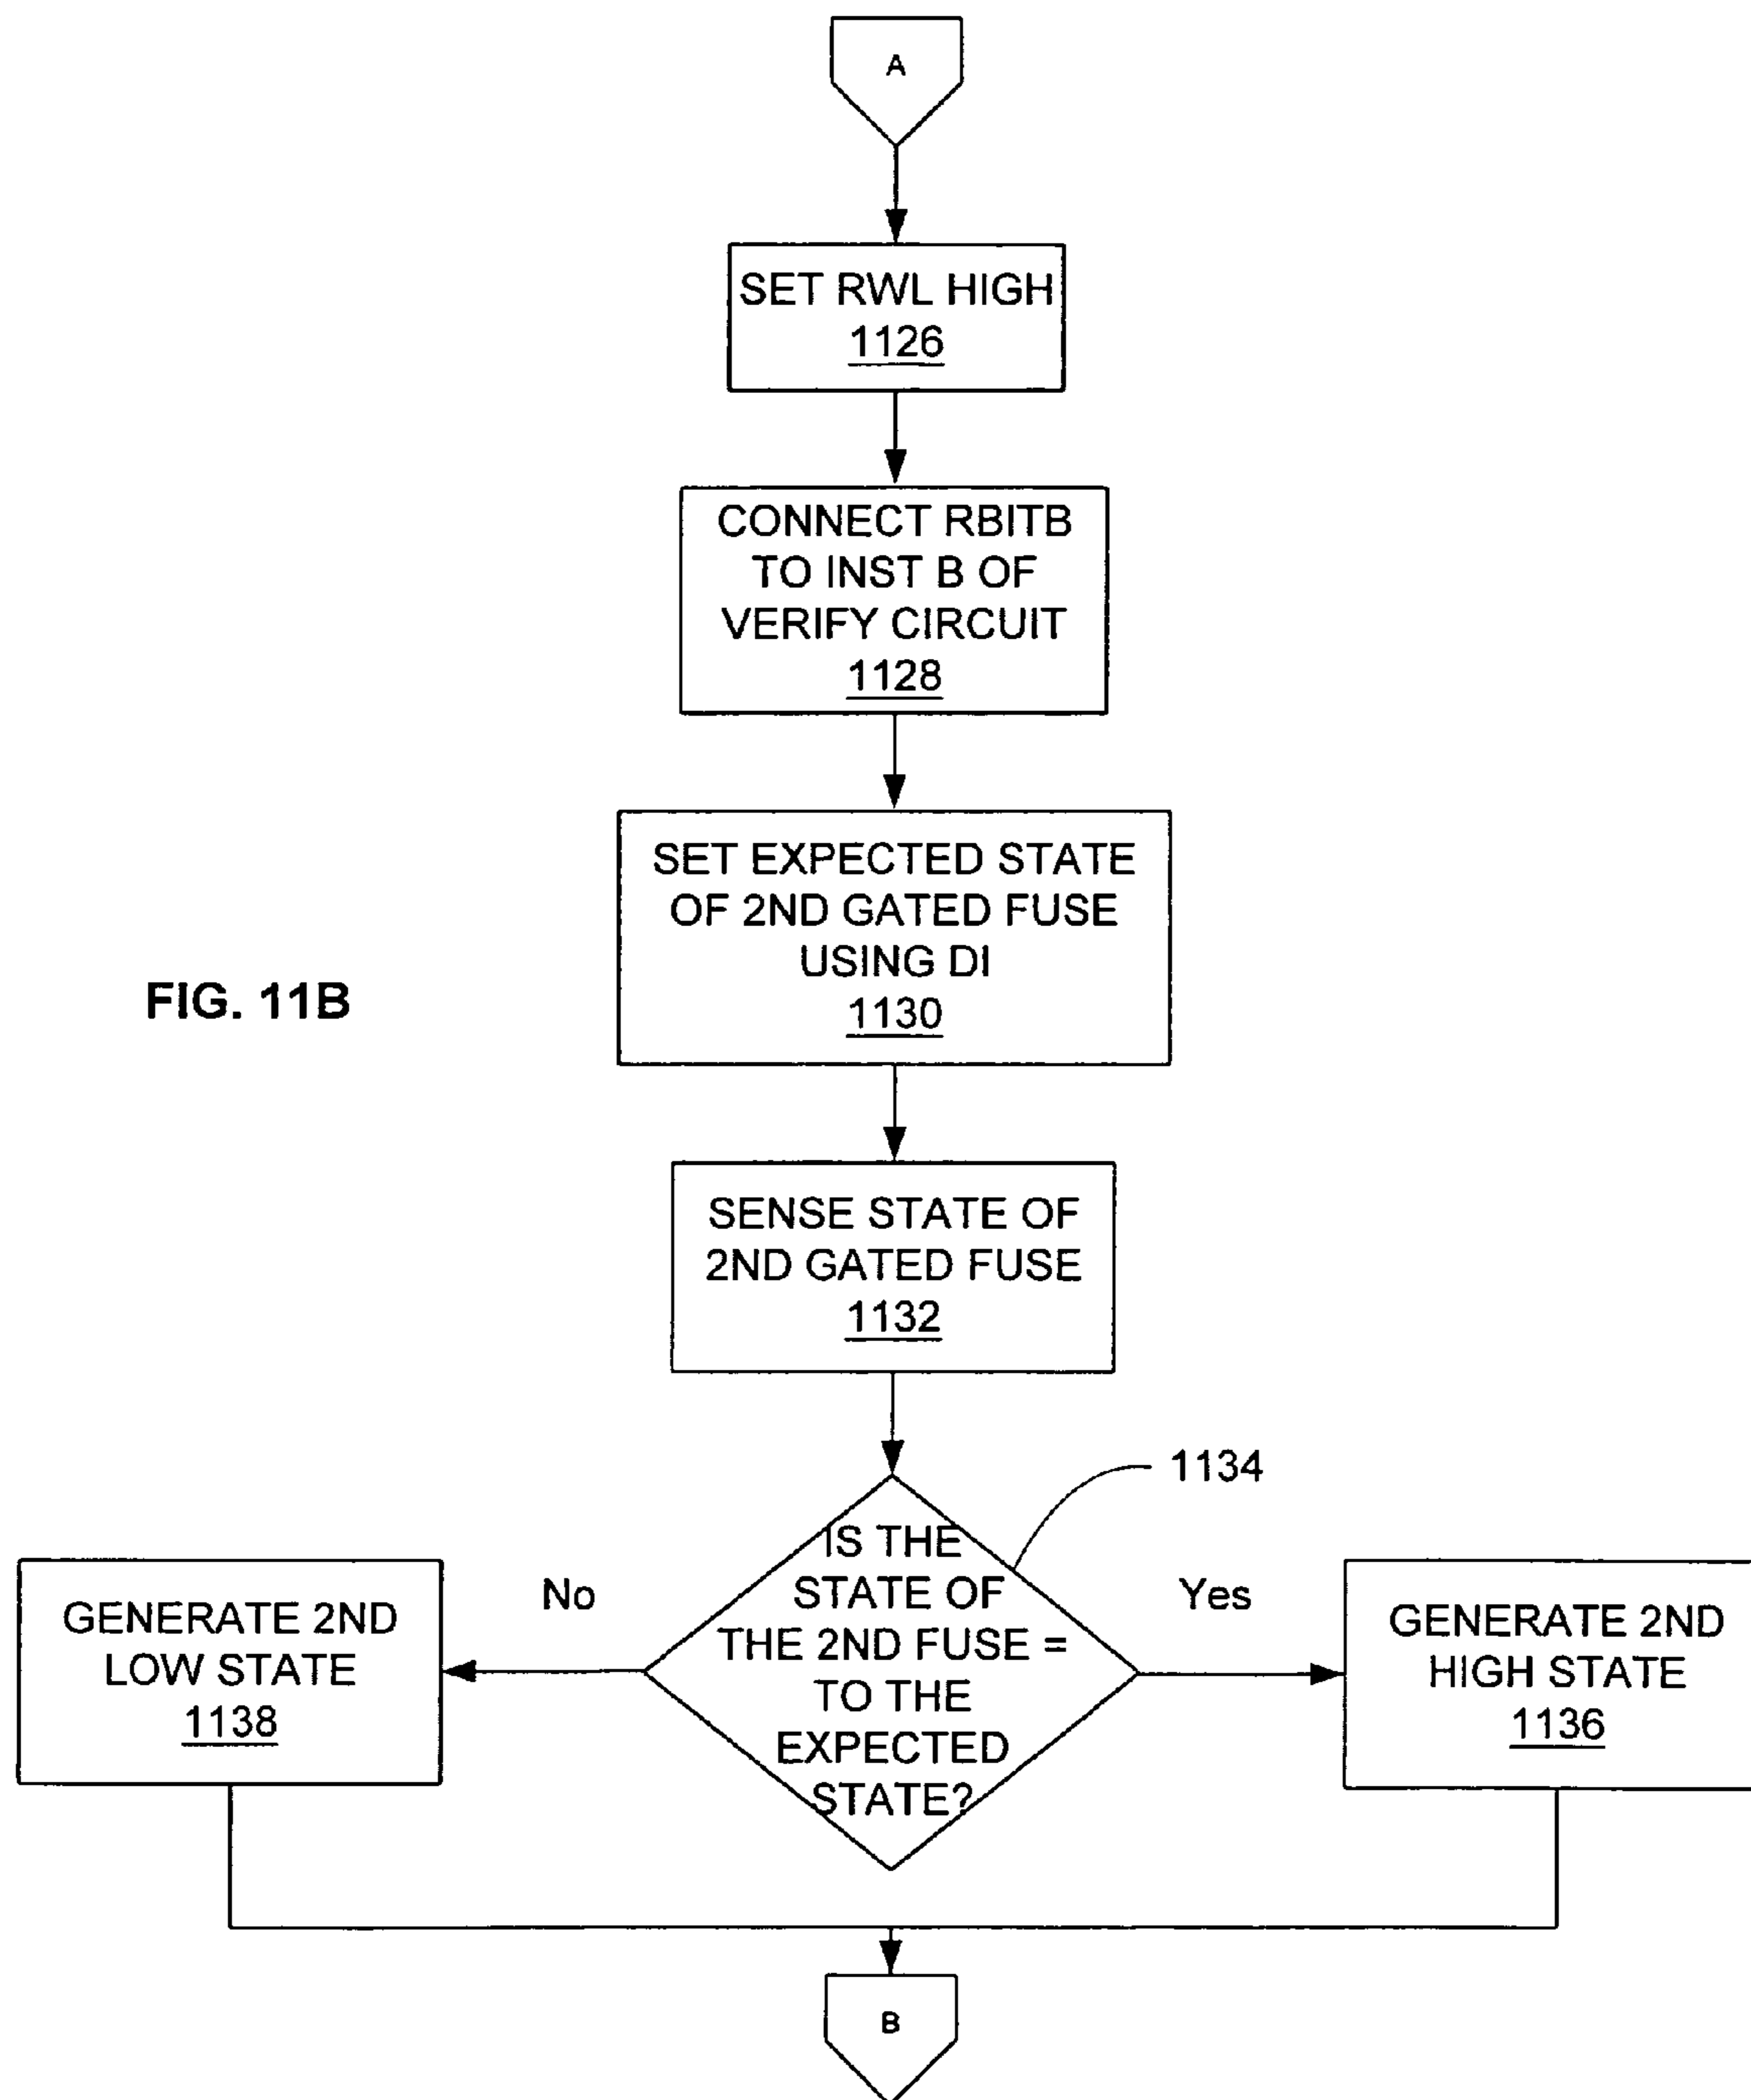 A
SET RWL HIGH
1126
CONNECT RBITB
TO INST B OF
VERIFY CIRCUIT
1128
SET EXPECTED STATE
OF 2ND GATED FUSE
USING DI
1130
FIG. 11B
SENSE STATE OF
2ND GATED FUSE
1132
1134
IS THE
STATE OF
THE 2ND FUSE =
TO THE
EXPECTED
STATE?
No
Yes
GENERATE 2ND
LOW STATE
1138
GENERATE 2ND
HIGH STATE
1136
B